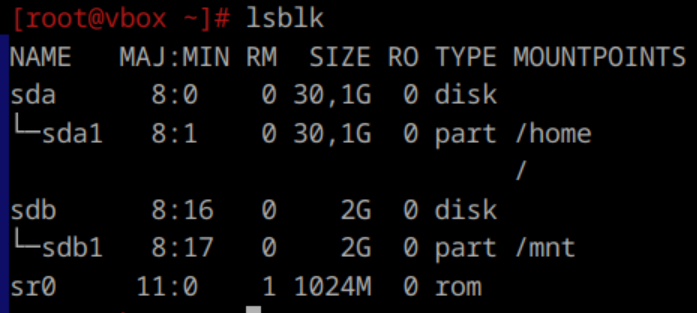 [root@vbox ~]# lsblk
NAME   MAJ:MIN RM  SIZE RO TYPE MOUNTPOINTS
sda      8:0    0 30,1G  0 disk
└─sda1   8:1    0 30,1G  0 part /home
                                /
sdb      8:16   0    2G  0 disk
└─sdb1   8:17   0    2G  0 part /mnt
sr0     11:0    1 1024M  0 rom